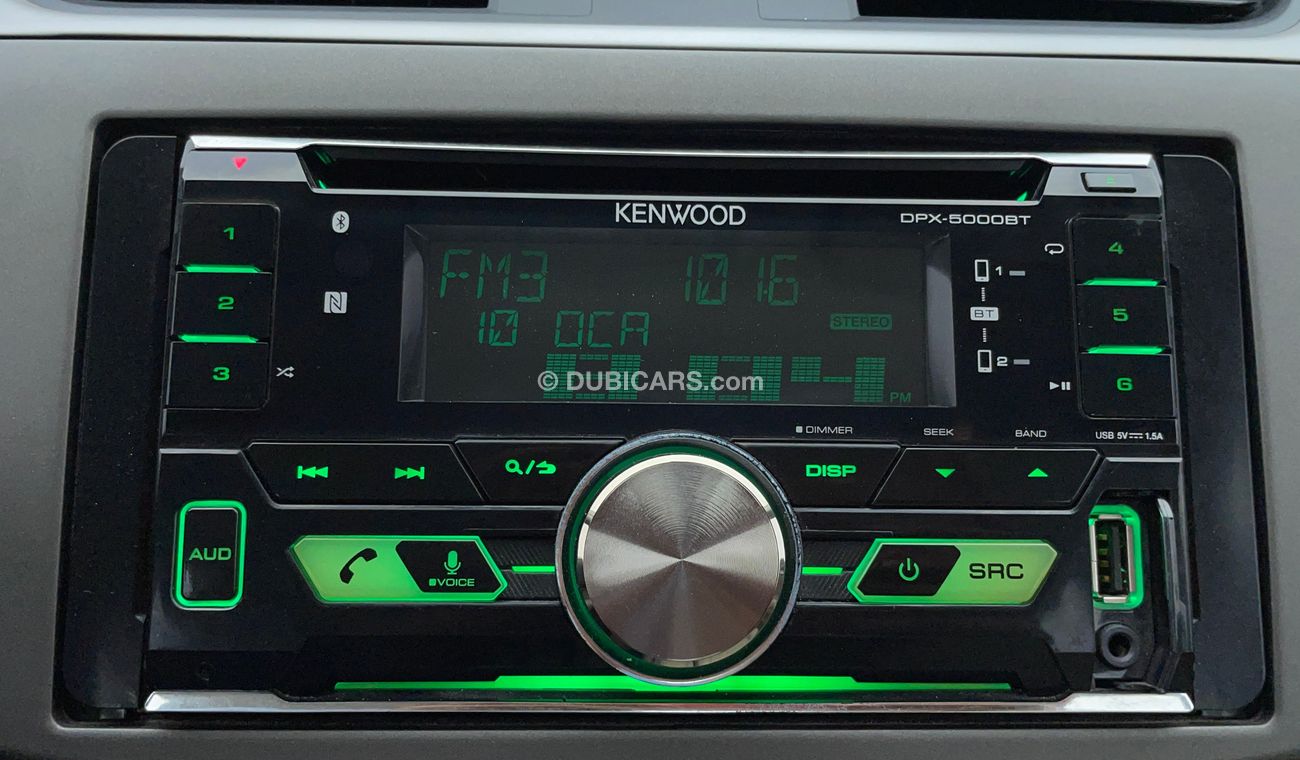 KENWOOD
DPX-5000BT
1
2
3
4
5
6
FM3 101.6
10 OCA
STEREO
PM
© DUBICARS.com
1
BT
2
DIMMER
SEEK
BAND
USB 5V 1.5A
DISP
AUD
VOICE
SRC